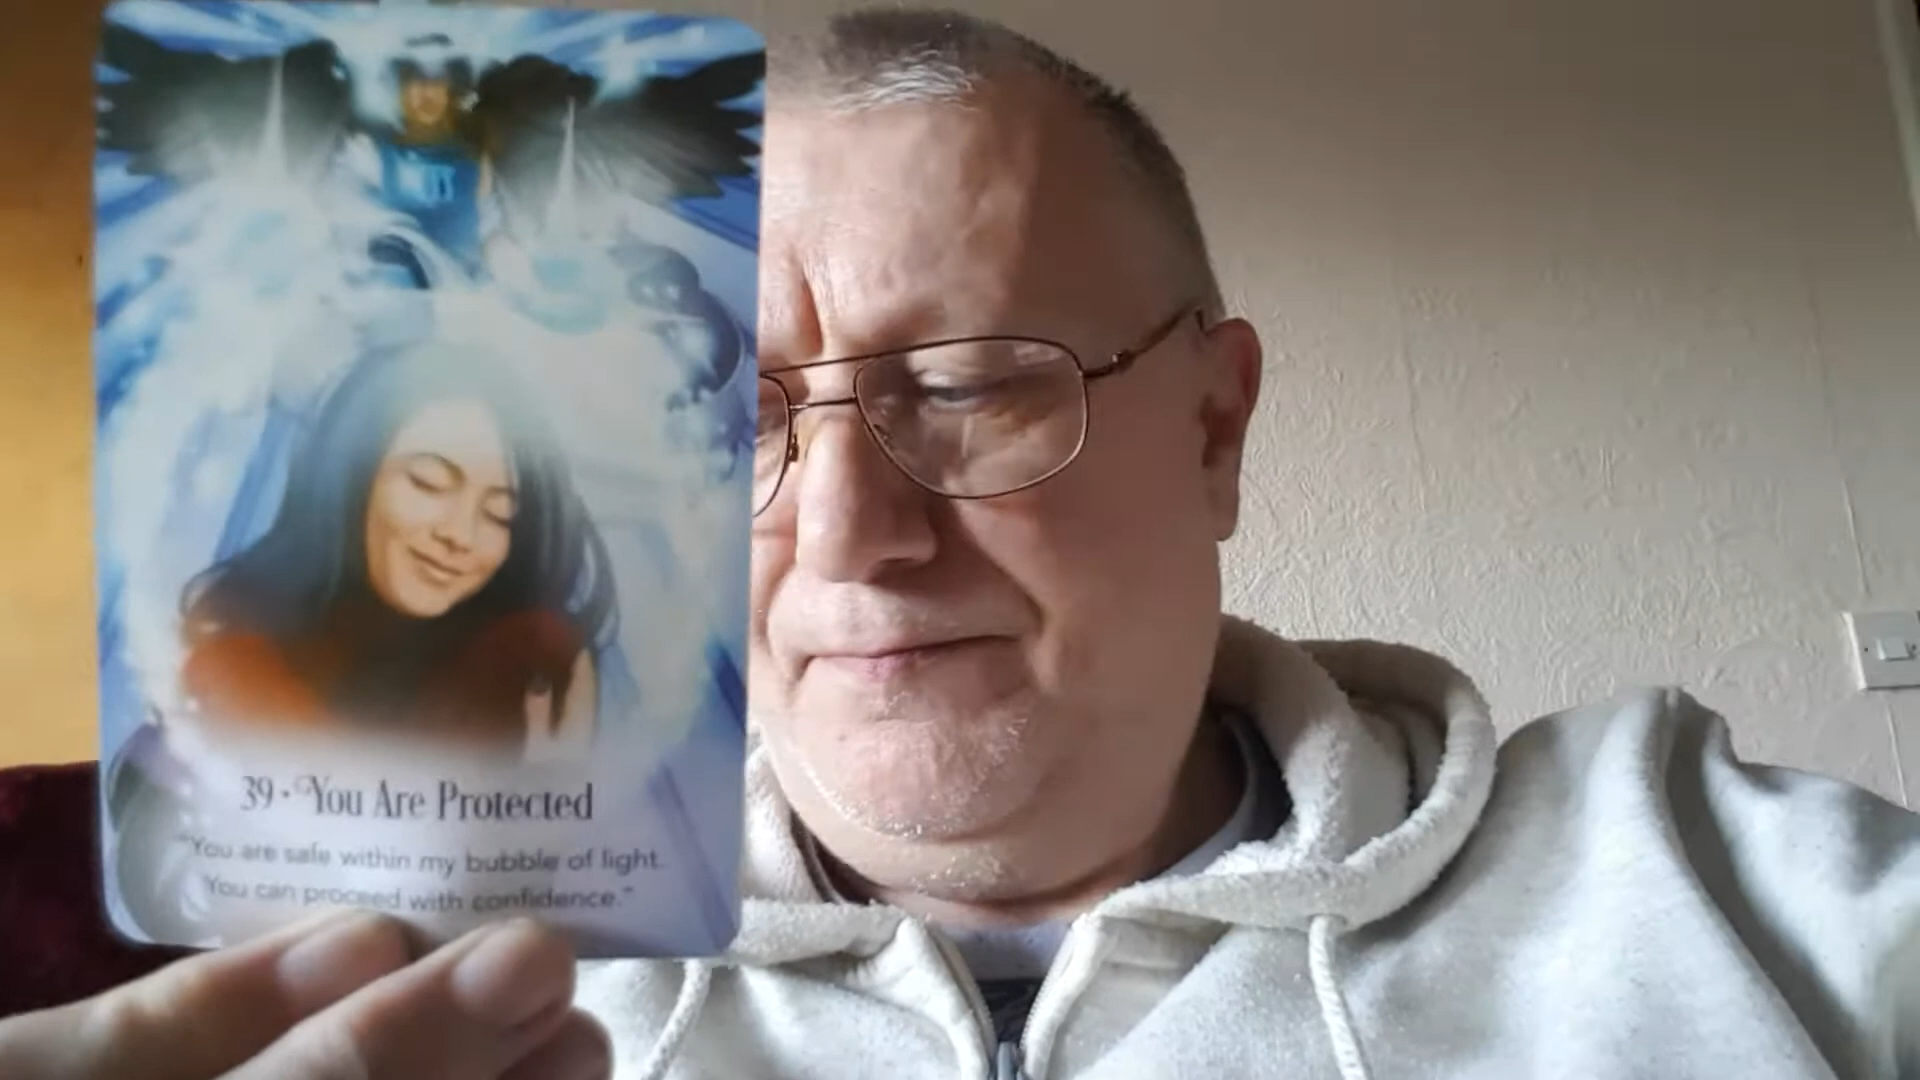 39 · You Are Protected
"You are safe within my bubble of light.
You can proceed with confidence."